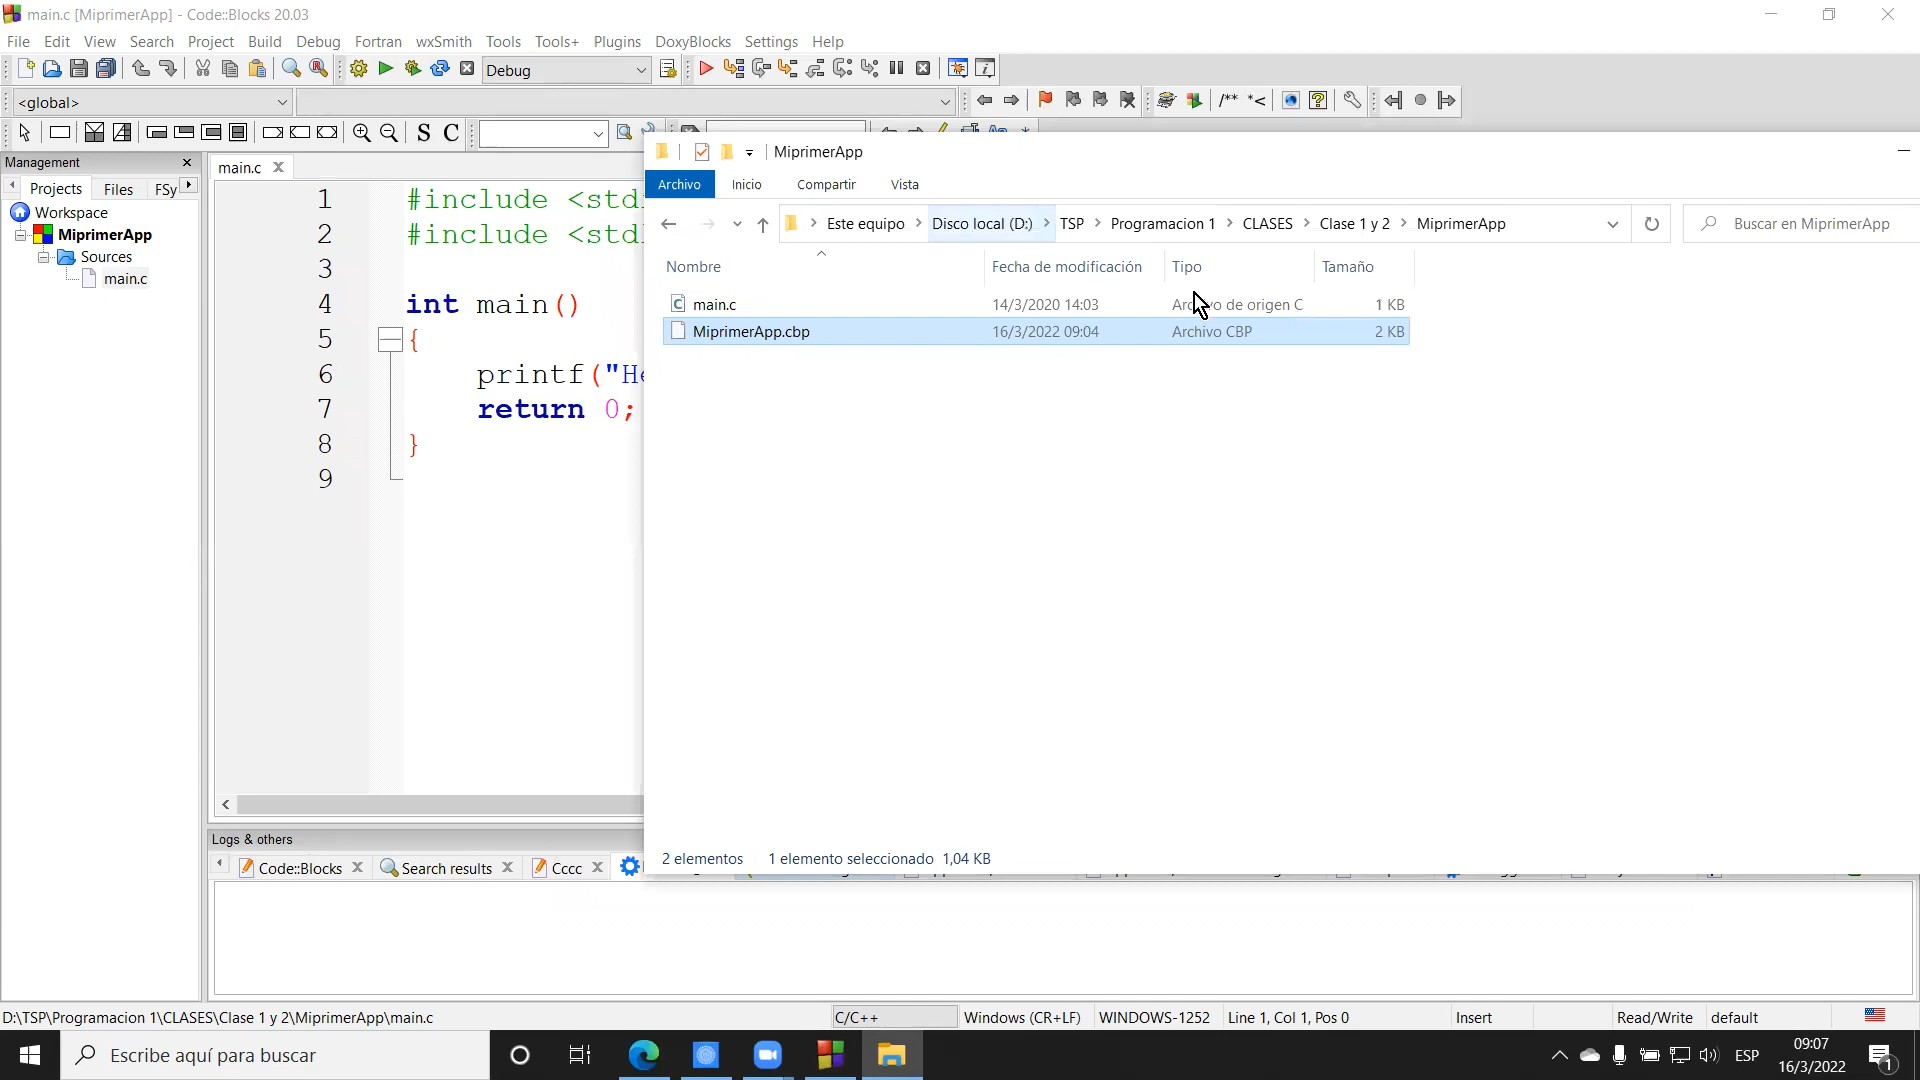 main.c [MiprimerApp] - Code::Blocks 20.03
File Edit View Search Project Build Debug Fortran wxSmith Tools Tools+ Plugins DoxyBlocks Settings Help
Debug
<global>
/** *<
S C
Management
main.c
MiprimerApp
Projects Files FSy
Archivo Inicio Compartir Vista
Workspace
MiprimerApp
Sources
main.c
Este equipo > Disco local (D:) > TSP > Programacion 1 > CLASES > Clase 1 y 2 > MiprimerApp
Buscar en MiprimerApp
Nombre Fecha de modificación Tipo Tamaño
main.c 14/3/2020 14:03 de origen C 1 KB
MiprimerApp.cbp 16/3/2022 09:04 Archivo CBP 2 KB
1 #include <std
2 #include <std
3
4 int main()
5 {
6 printf("He
7 return 0;
8 }
9
2 elementos 1 elemento seleccionado 1,04 KB
Logs & others
Code::Blocks Search results Cccc
D:\TSP\Programacion 1\CLASES\Clase 1 y 2\MiprimerApp\main.c C/C++ Windows (CR+LF) WINDOWS-1252 Line 1, Col 1, Pos 0 Insert Read/Write default
Escribe aquí para buscar
ESP
09:07
16/3/2022
1